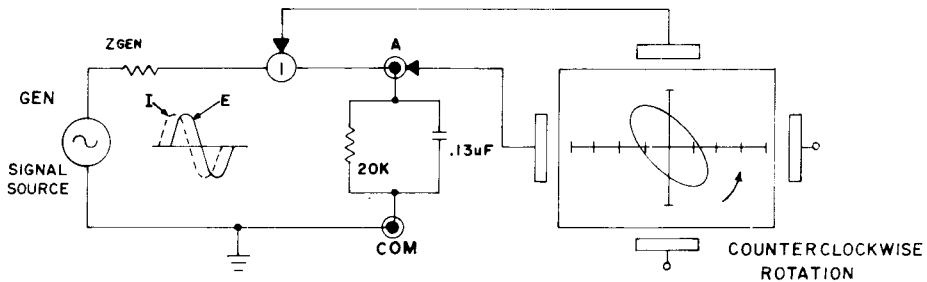 ZGEN
I
A
GEN
I
E
SIGNAL
SOURCE
20K
.13uF
COM
COUNTERCLOCKWISE
ROTATION